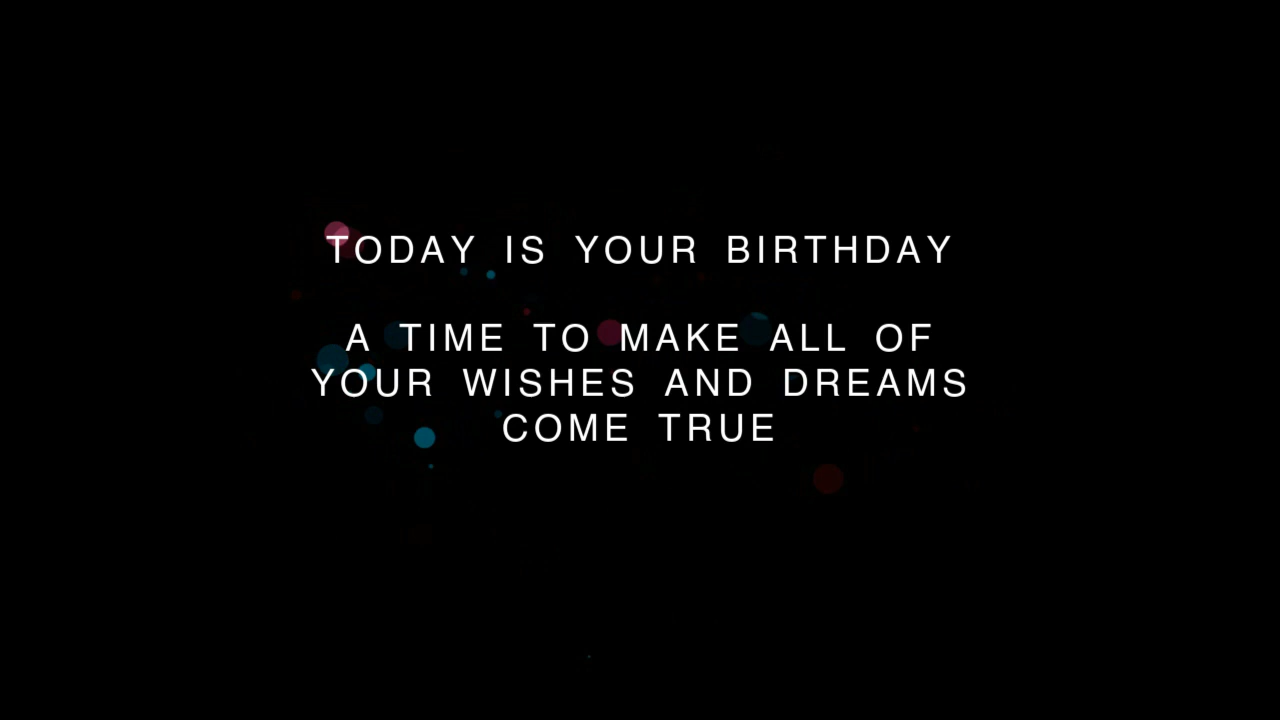 TODAY IS YOUR BIRTHDAY
A TIME TO MAKE ALL OF
YOUR WISHES AND DREAMS
COME TRUE